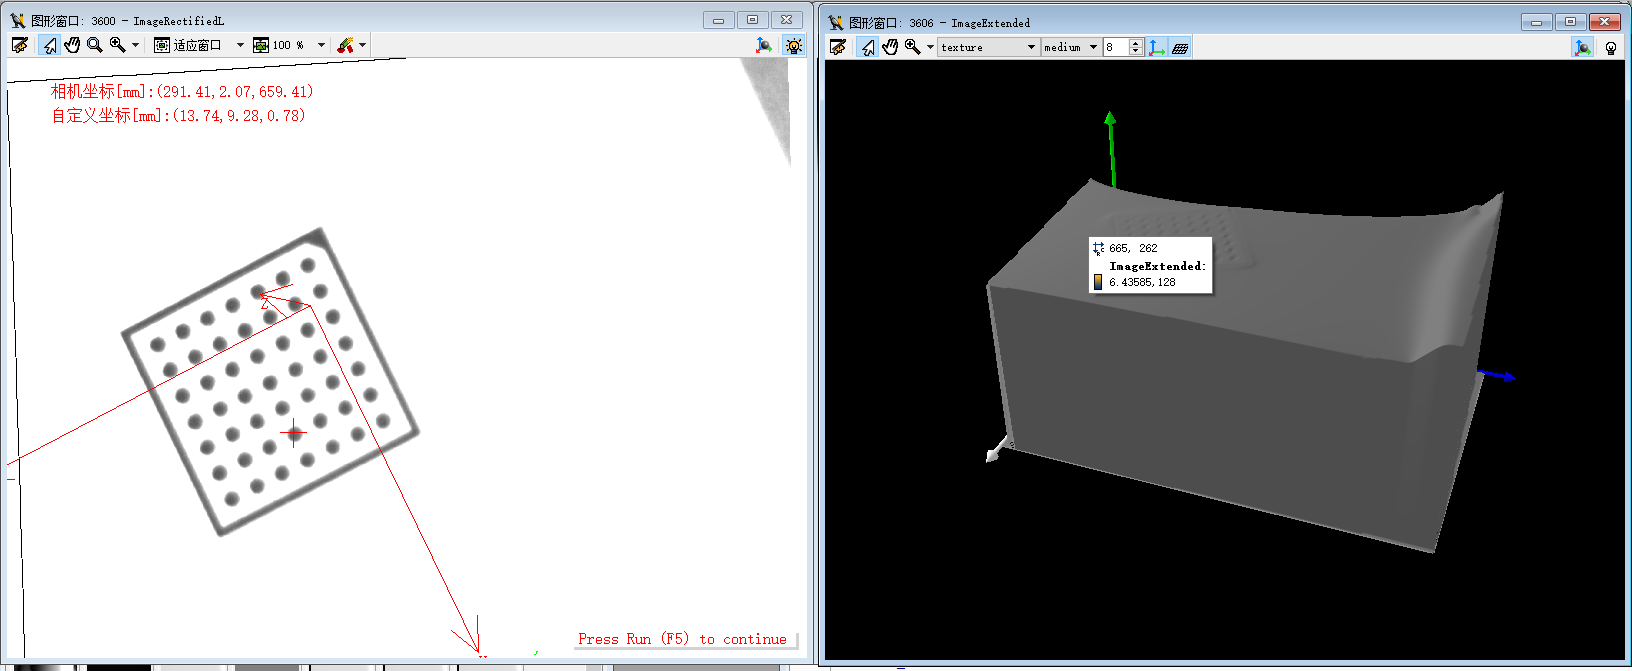 图形窗口: 3600 - ImageRectifiedL
适应窗口
100 %
相机坐标[mm]:(291.41,2.07,659.41)
自定义坐标[mm]:(13.74,9.28,0.78)
z
Press Run (F5) to continue
图形窗口: 3606 - ImageExtended
texture
medium
8
665, 262
ImageExtended:
6.43585,128